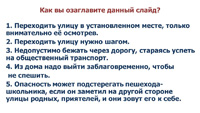 Как вы озаглавите данный слайд?
1. Переходить улицу в установленном месте, только
внимательно её осмотрев.
2. Переходить улицу нужно шагом.
3. Недопустимо бежать через дорогу, стараясь успеть
на общественный транспорт.
4. Из дома надо выйти заблаговременно, чтобы
не спешить.
5. Опасность может подстерегать пешехода-
школьника, если он заметил на другой стороне
улицы родных, приятелей, и они зовут его к себе.